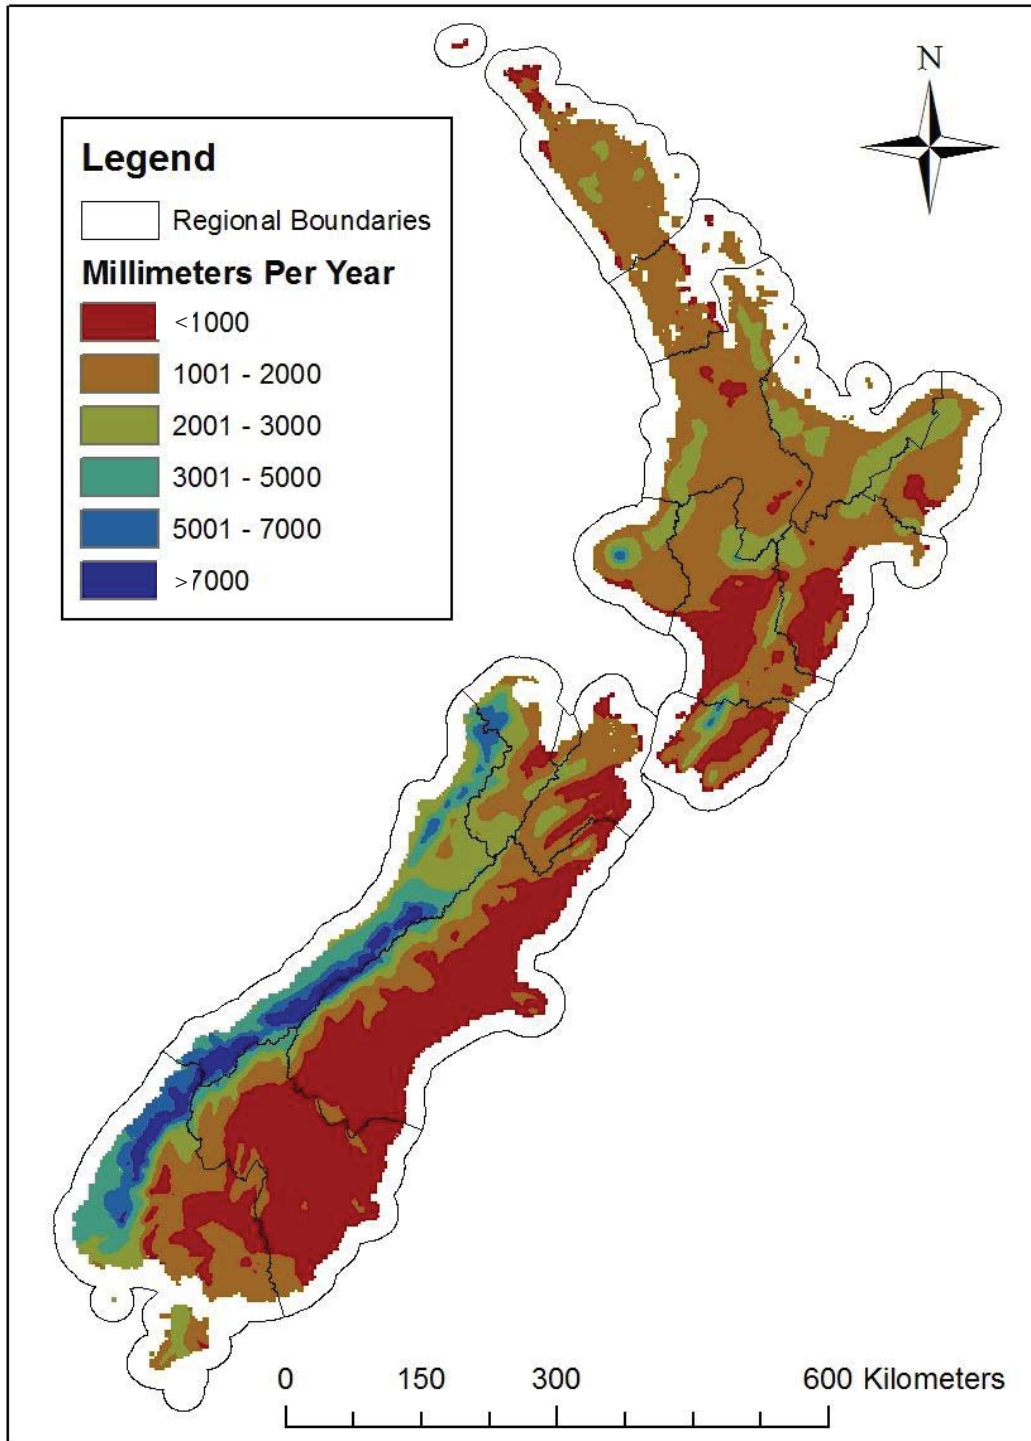 N
Legend
Regional Boundaries
Millimeters Per Year
<1000
1001 - 2000
2001 - 3000
3001 - 5000
5001 - 7000
>7000
0 150 300 600 Kilometers